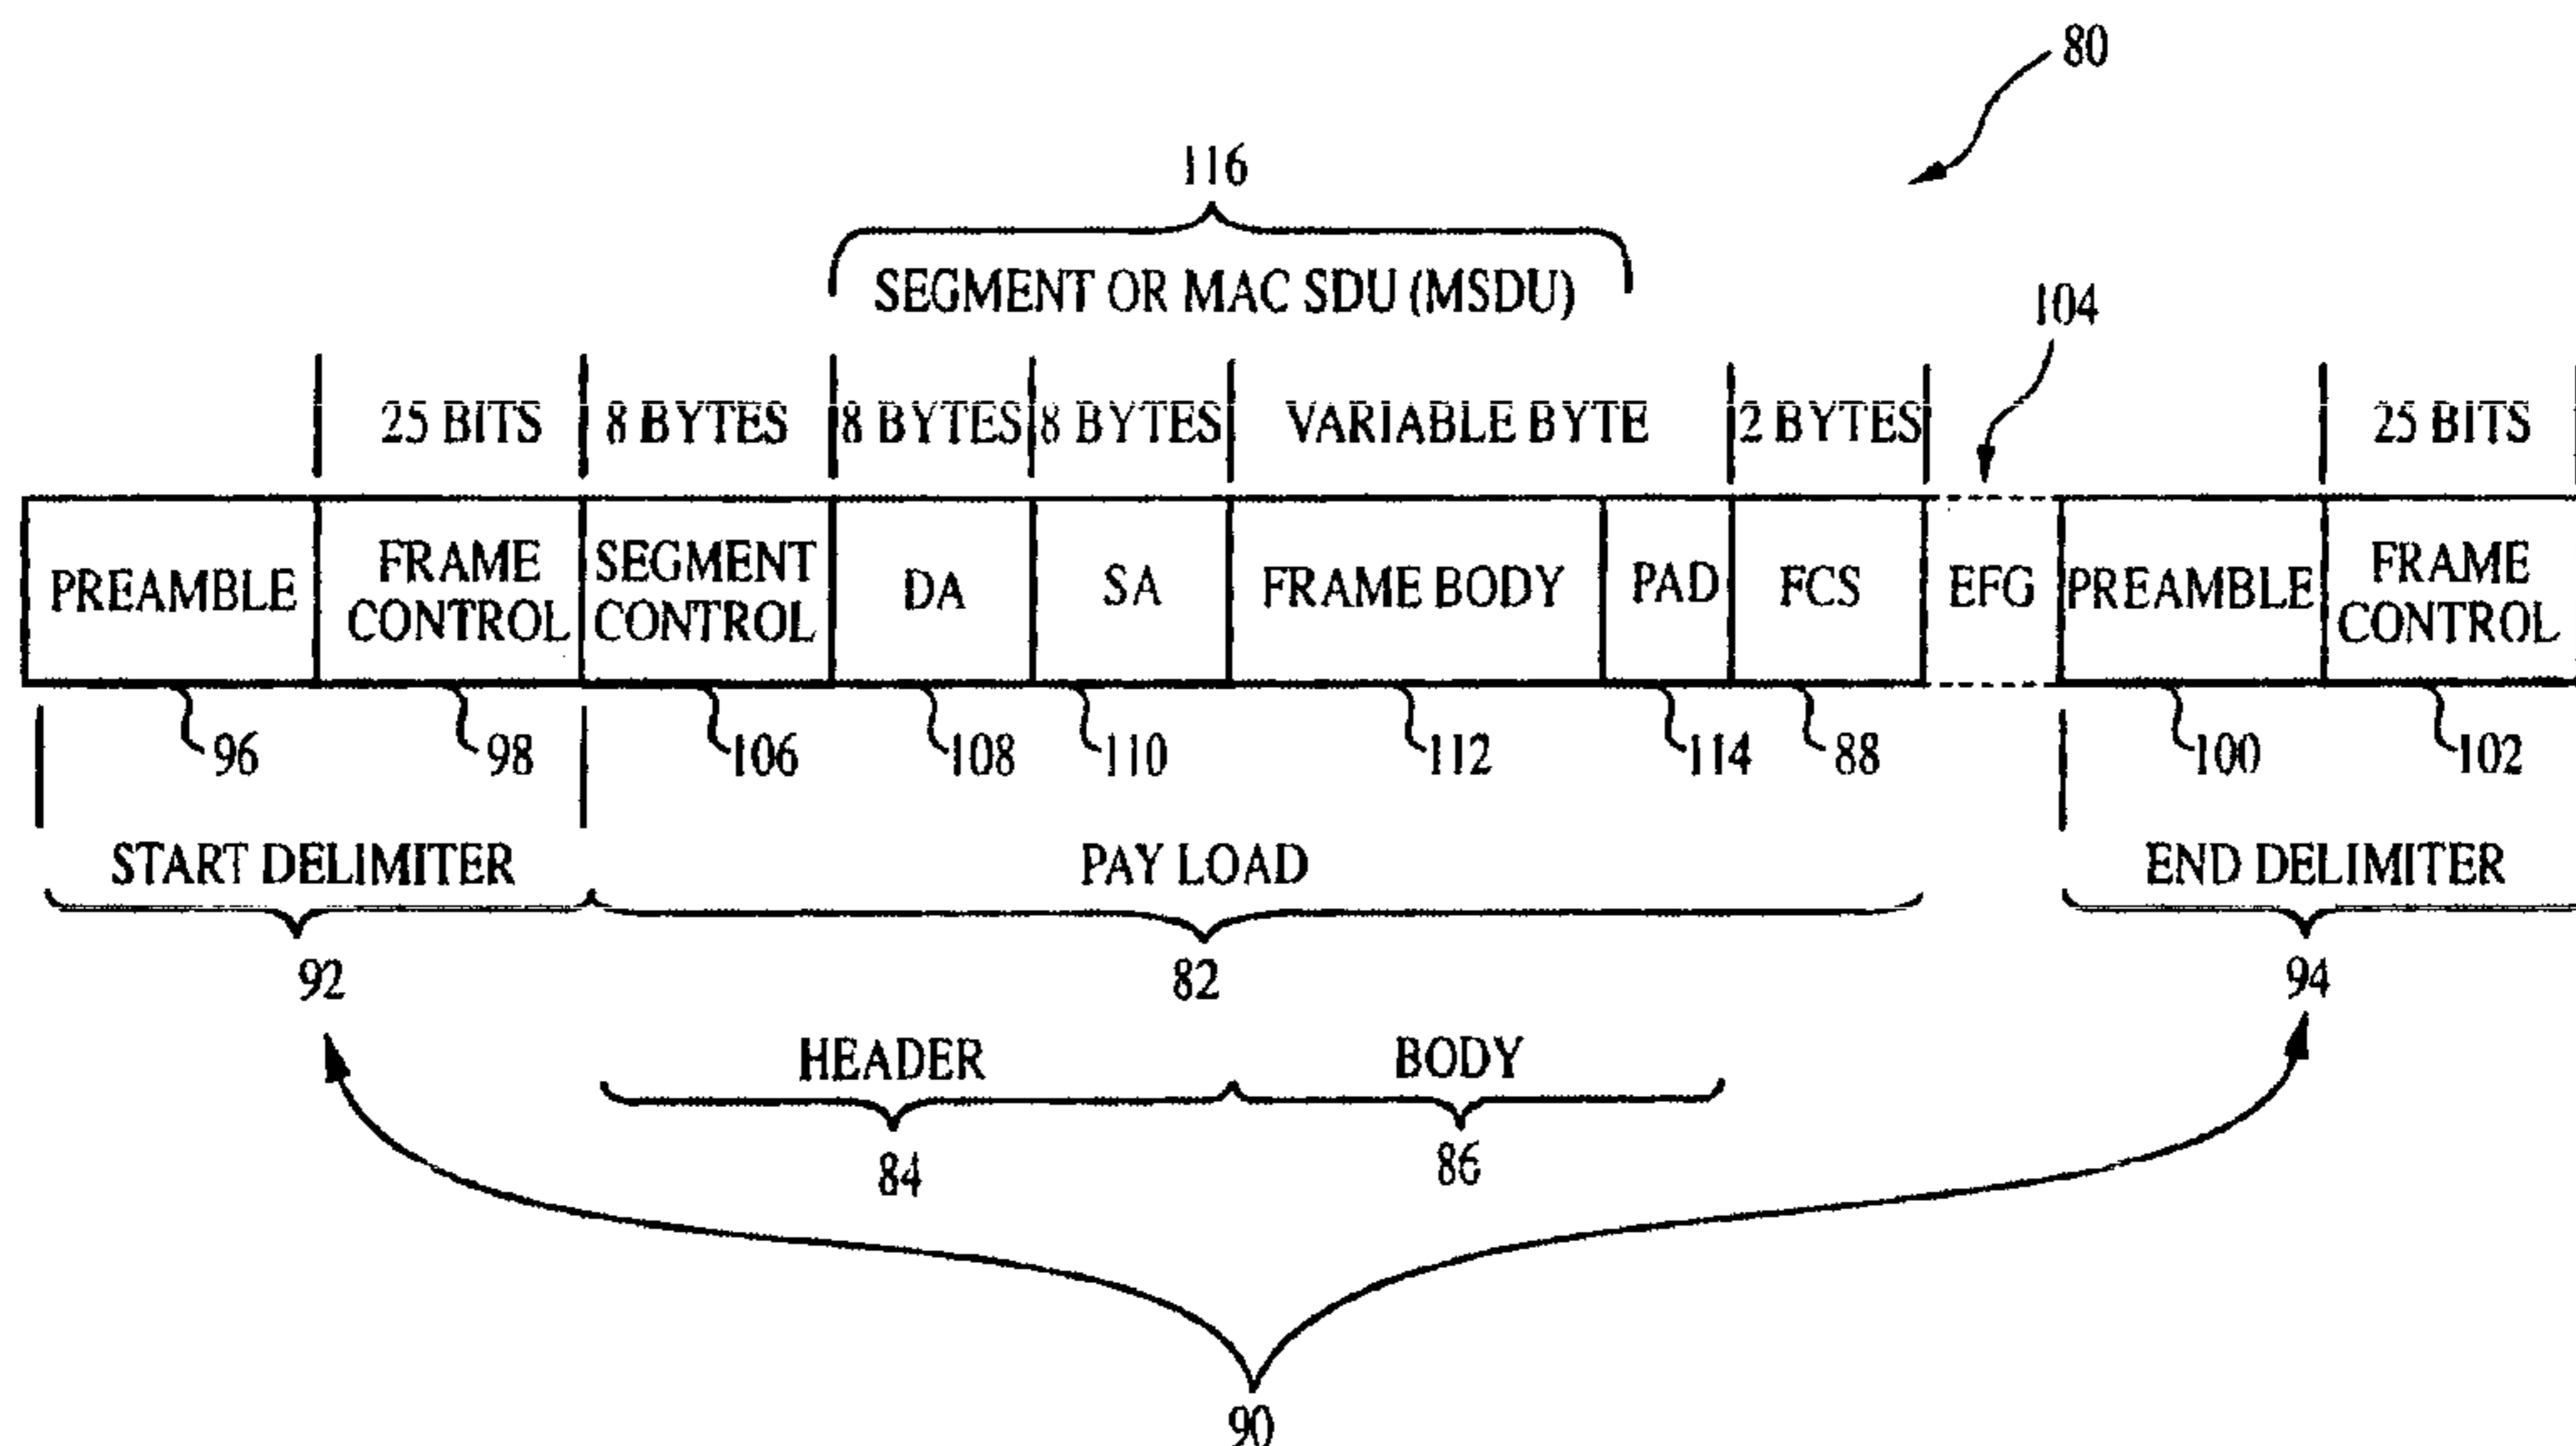 80
116
SEGMENT OR MAC SDU (MSDU)
104
25 BITS 8 BYTES 8 BYTES 8 BYTES VARIABLE BYTE 2 BYTES 25 BITS
PREAMBLE FRAME CONTROL SEGMENT CONTROL DA SA FRAME BODY PAD FCS EFG PREAMBLE FRAME CONTROL
96 98 106 108 110 112 114 88 100 102
START DELIMITER PAY LOAD END DELIMITER
92 82 94
HEADER BODY
84 86
90